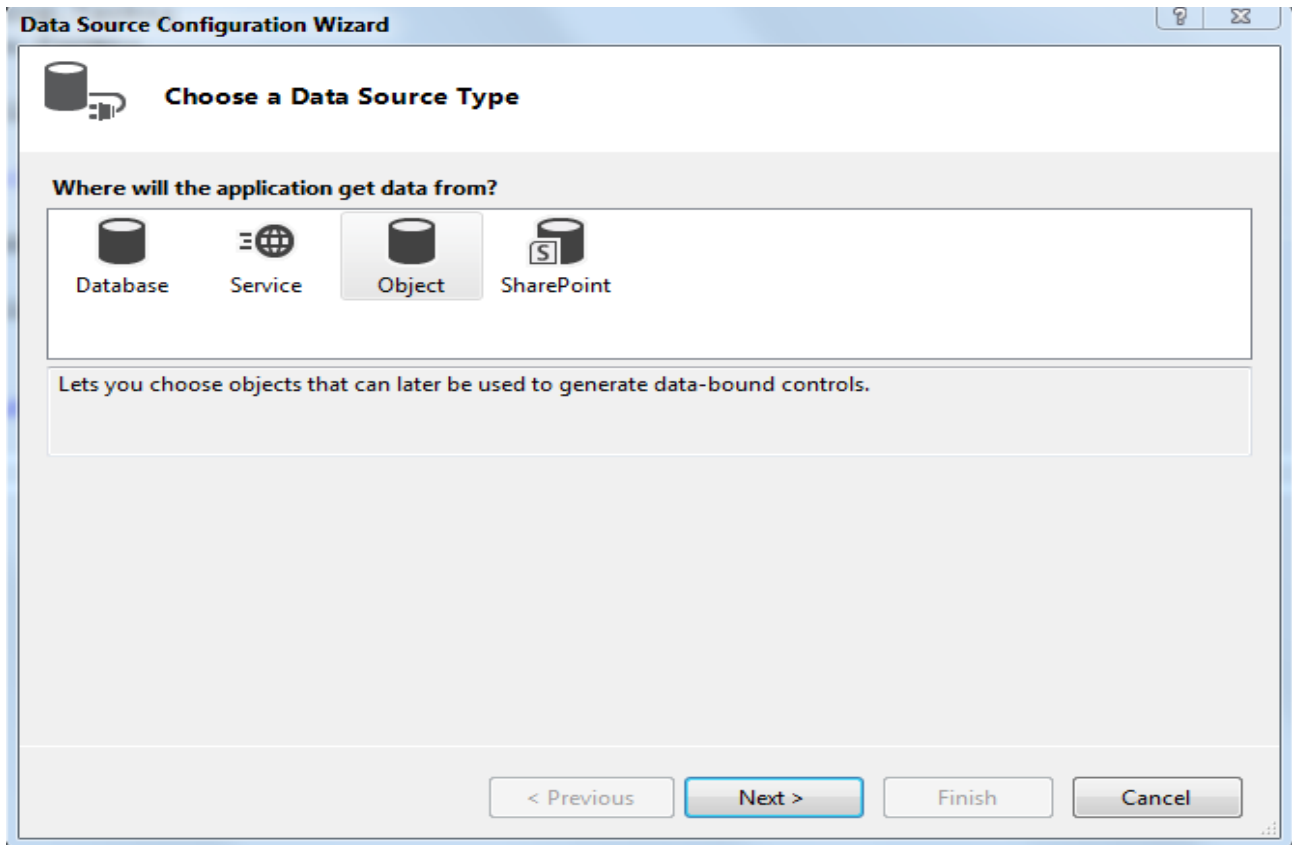 Data Source Configuration Wizard
Choose a Data Source Type
Where will the application get data from?
Database Service Object SharePoint
Lets you choose objects that can later be used to generate data-bound controls.
< Previous Next > Finish Cancel